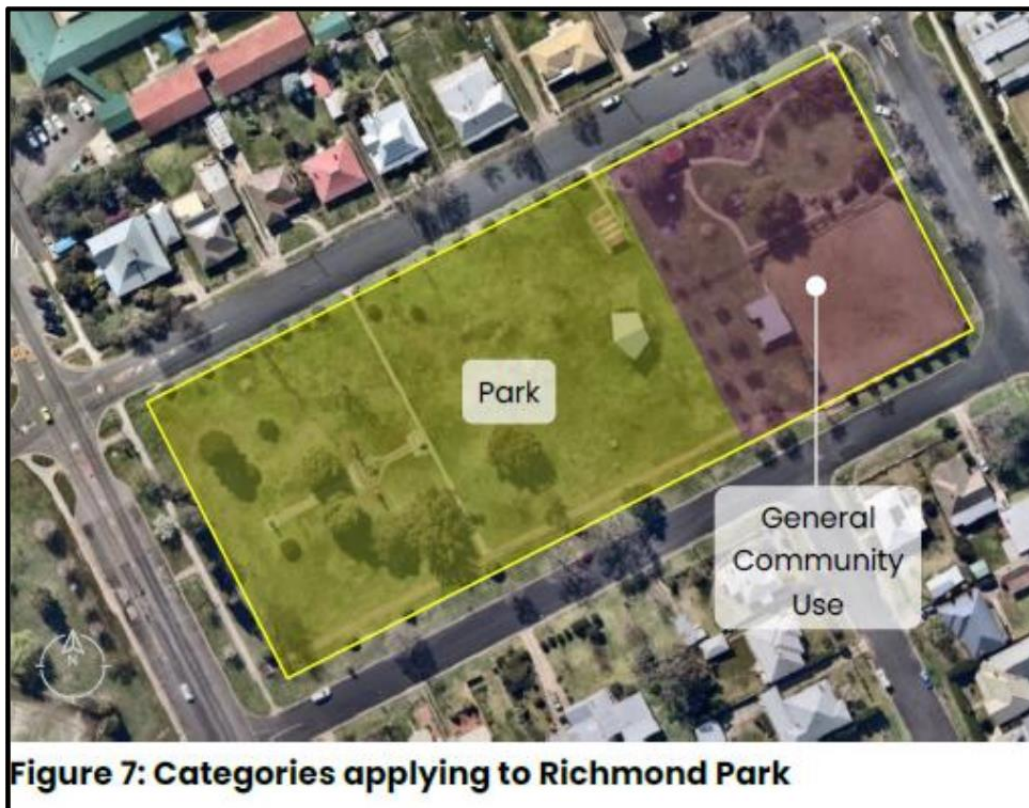 Park
General
Community
Use
N
Figure 7: Categories applying to Richmond Park